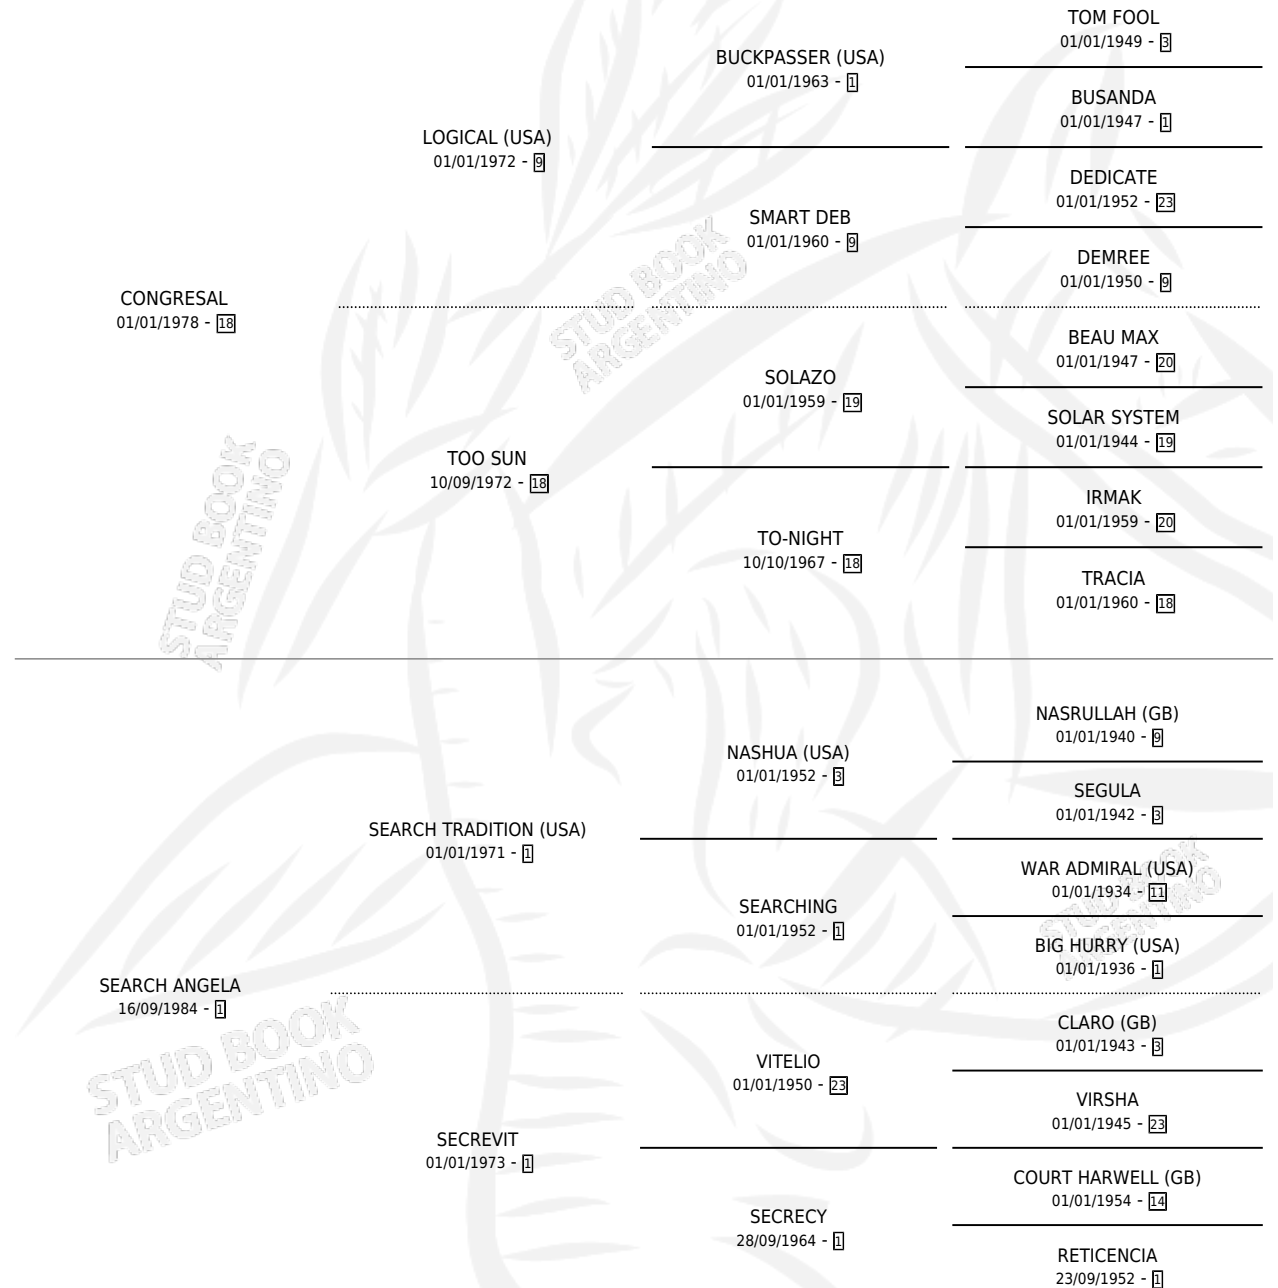 TOM FOOL
01/01/1949 - 3
BUCKPASSER (USA)
01/01/1963 - 1
BUSANDA
01/01/1947 - 1
LOGICAL (USA)
01/01/1972 - 9
DEDICATE
01/01/1952 - 23
SMART DEB
01/01/1960 - 9
DEMREE
01/01/1950 - 9
CONGRESAL
01/01/1978 - 18
BEAU MAX
01/01/1947 - 20
SOLAZO
01/01/1959 - 19
SOLAR SYSTEM
01/01/1944 - 19
TOO SUN
10/09/1972 - 18
IRMAK
01/01/1959 - 20
TO-NIGHT
10/10/1967 - 18
TRACIA
01/01/1960 - 18
STUD BOOK
ARGENTINO
STUD BOOK
ARGENTINO
NASRULLAH (GB)
01/01/1940 - 9
NASHUA (USA)
01/01/1952 - 3
SEGULA
01/01/1942 - 3
SEARCH TRADITION (USA)
01/01/1971 - 1
WAR ADMIRAL (USA)
01/01/1934 - 11
SEARCHING
01/01/1952 - 1
BIG HURRY (USA)
01/01/1936 - 1
SEARCH ANGELA
16/09/1984 - 1
CLARO (GB)
01/01/1943 - 3
VITELIO
01/01/1950 - 23
VIRSHA
01/01/1945 - 23
SECREVIT
01/01/1973 - 1
COURT HARWELL (GB)
01/01/1954 - 14
SECRECY
28/09/1964 - 1
RETICENCIA
23/09/1952 - 1
STUD BOOK
ARGENTINO
STUD BOOK
ARGENTINO